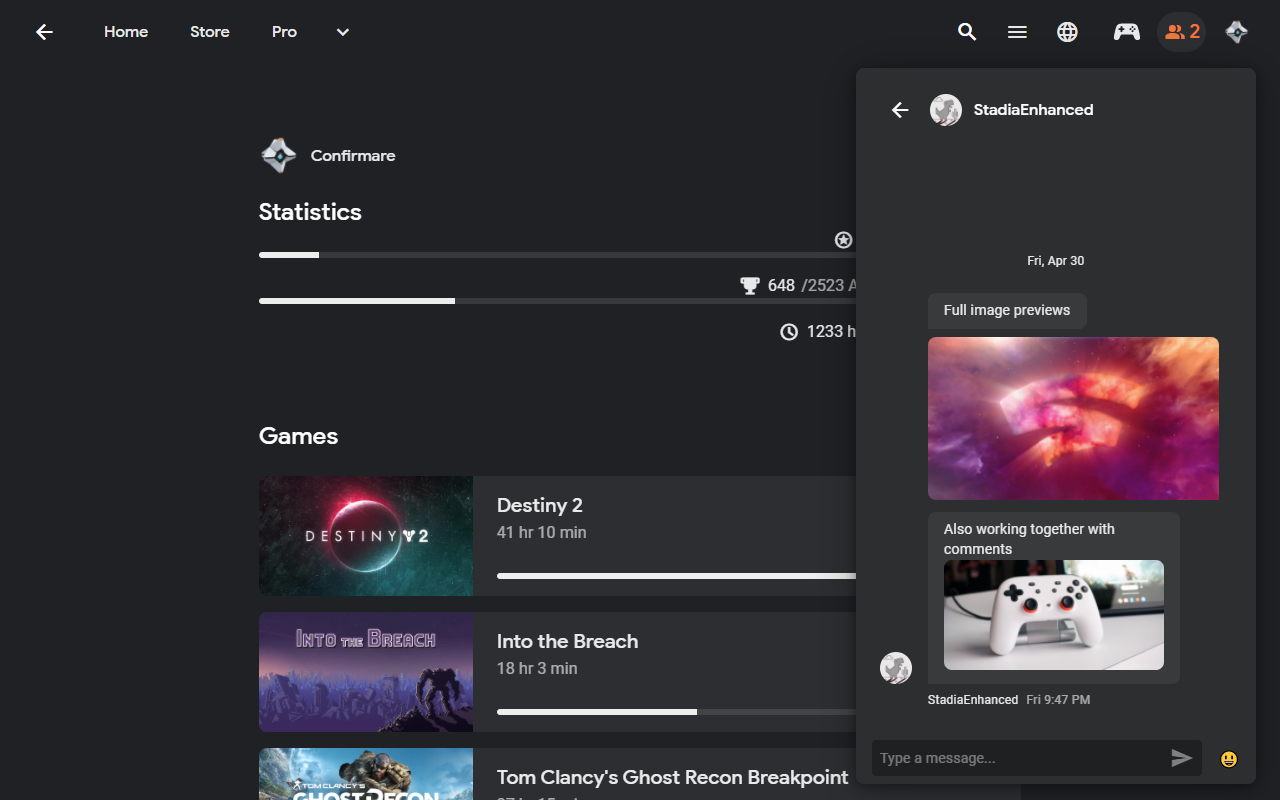 Home Store Pro 2
Confirmare
Statistics
648 /2523 A
1233 h
Games
DESTINY 2
Destiny 2
41 hr 10 min
INTO THE BREACH
Into the Breach
18 hr 3 min
TOM CLANCY'S
GHOST RECON
Tom Clancy's Ghost Recon Breakpoint
StadiaEnhanced
Fri, Apr 30
Full image previews
Also working together with
comments
StadiaEnhanced Fri 9:47 PM
Type a message...